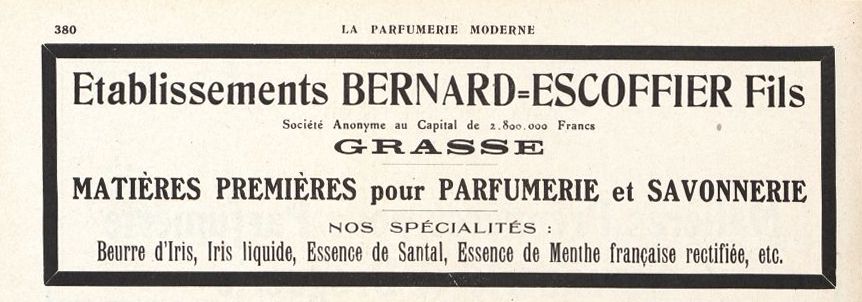 380
LA PARFUMERIE MODERNE
Etablissements BERNARD=ESCOFFIER Fils
Société Anonyme au Capital de 2.800.000 Francs
GRASSE
MATIÈRES PREMIÈRES pour PARFUMERIE et SAVONNERIE
NOS SPÉCIALITÉS :
Beurre d'Iris, Iris liquide, Essence de Santal, Essence de Menthe française rectifiée, etc.